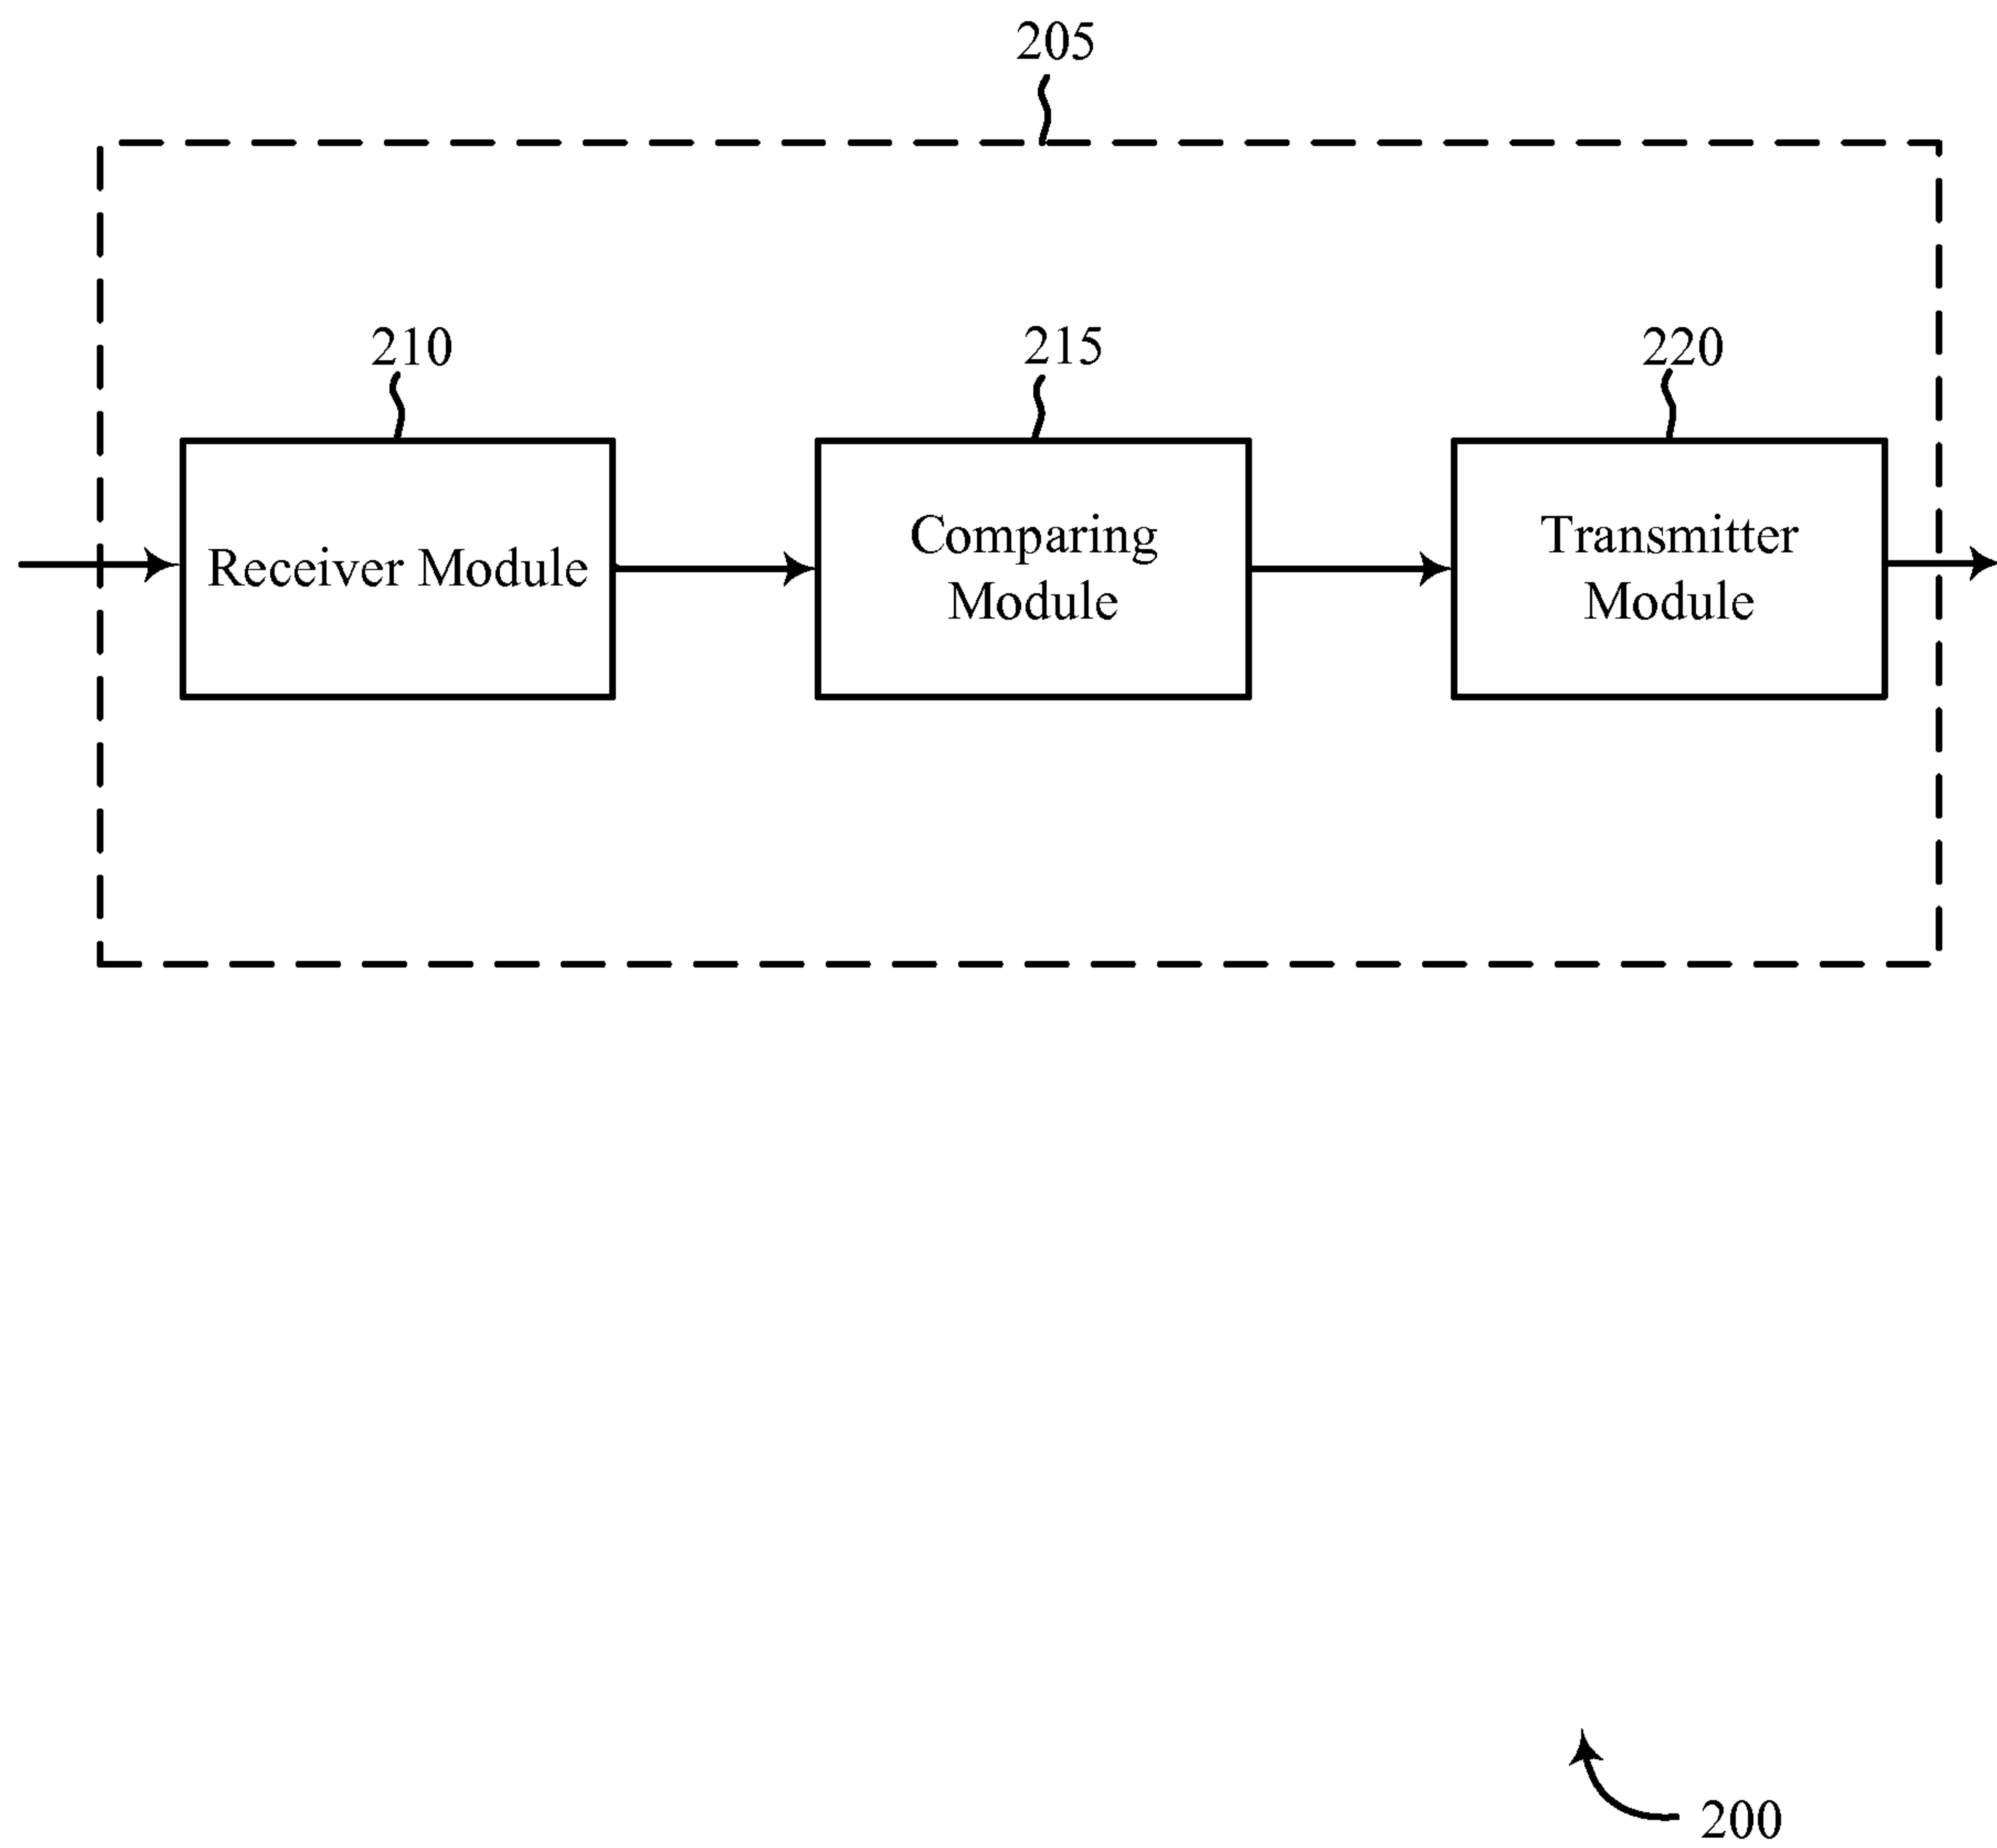 205
210
215
220
Receiver Module
Comparing
Module
Transmitter
Module
200